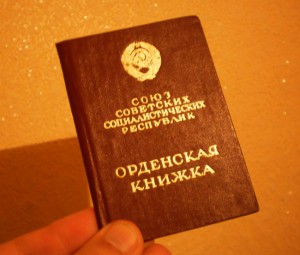 СОЮЗ
СОВЕТСКИХ
СОЦИАЛИСТИЧЕСКИХ
РЕСПУБЛИК
ОРДЕНСКАЯ
КНИЖКА